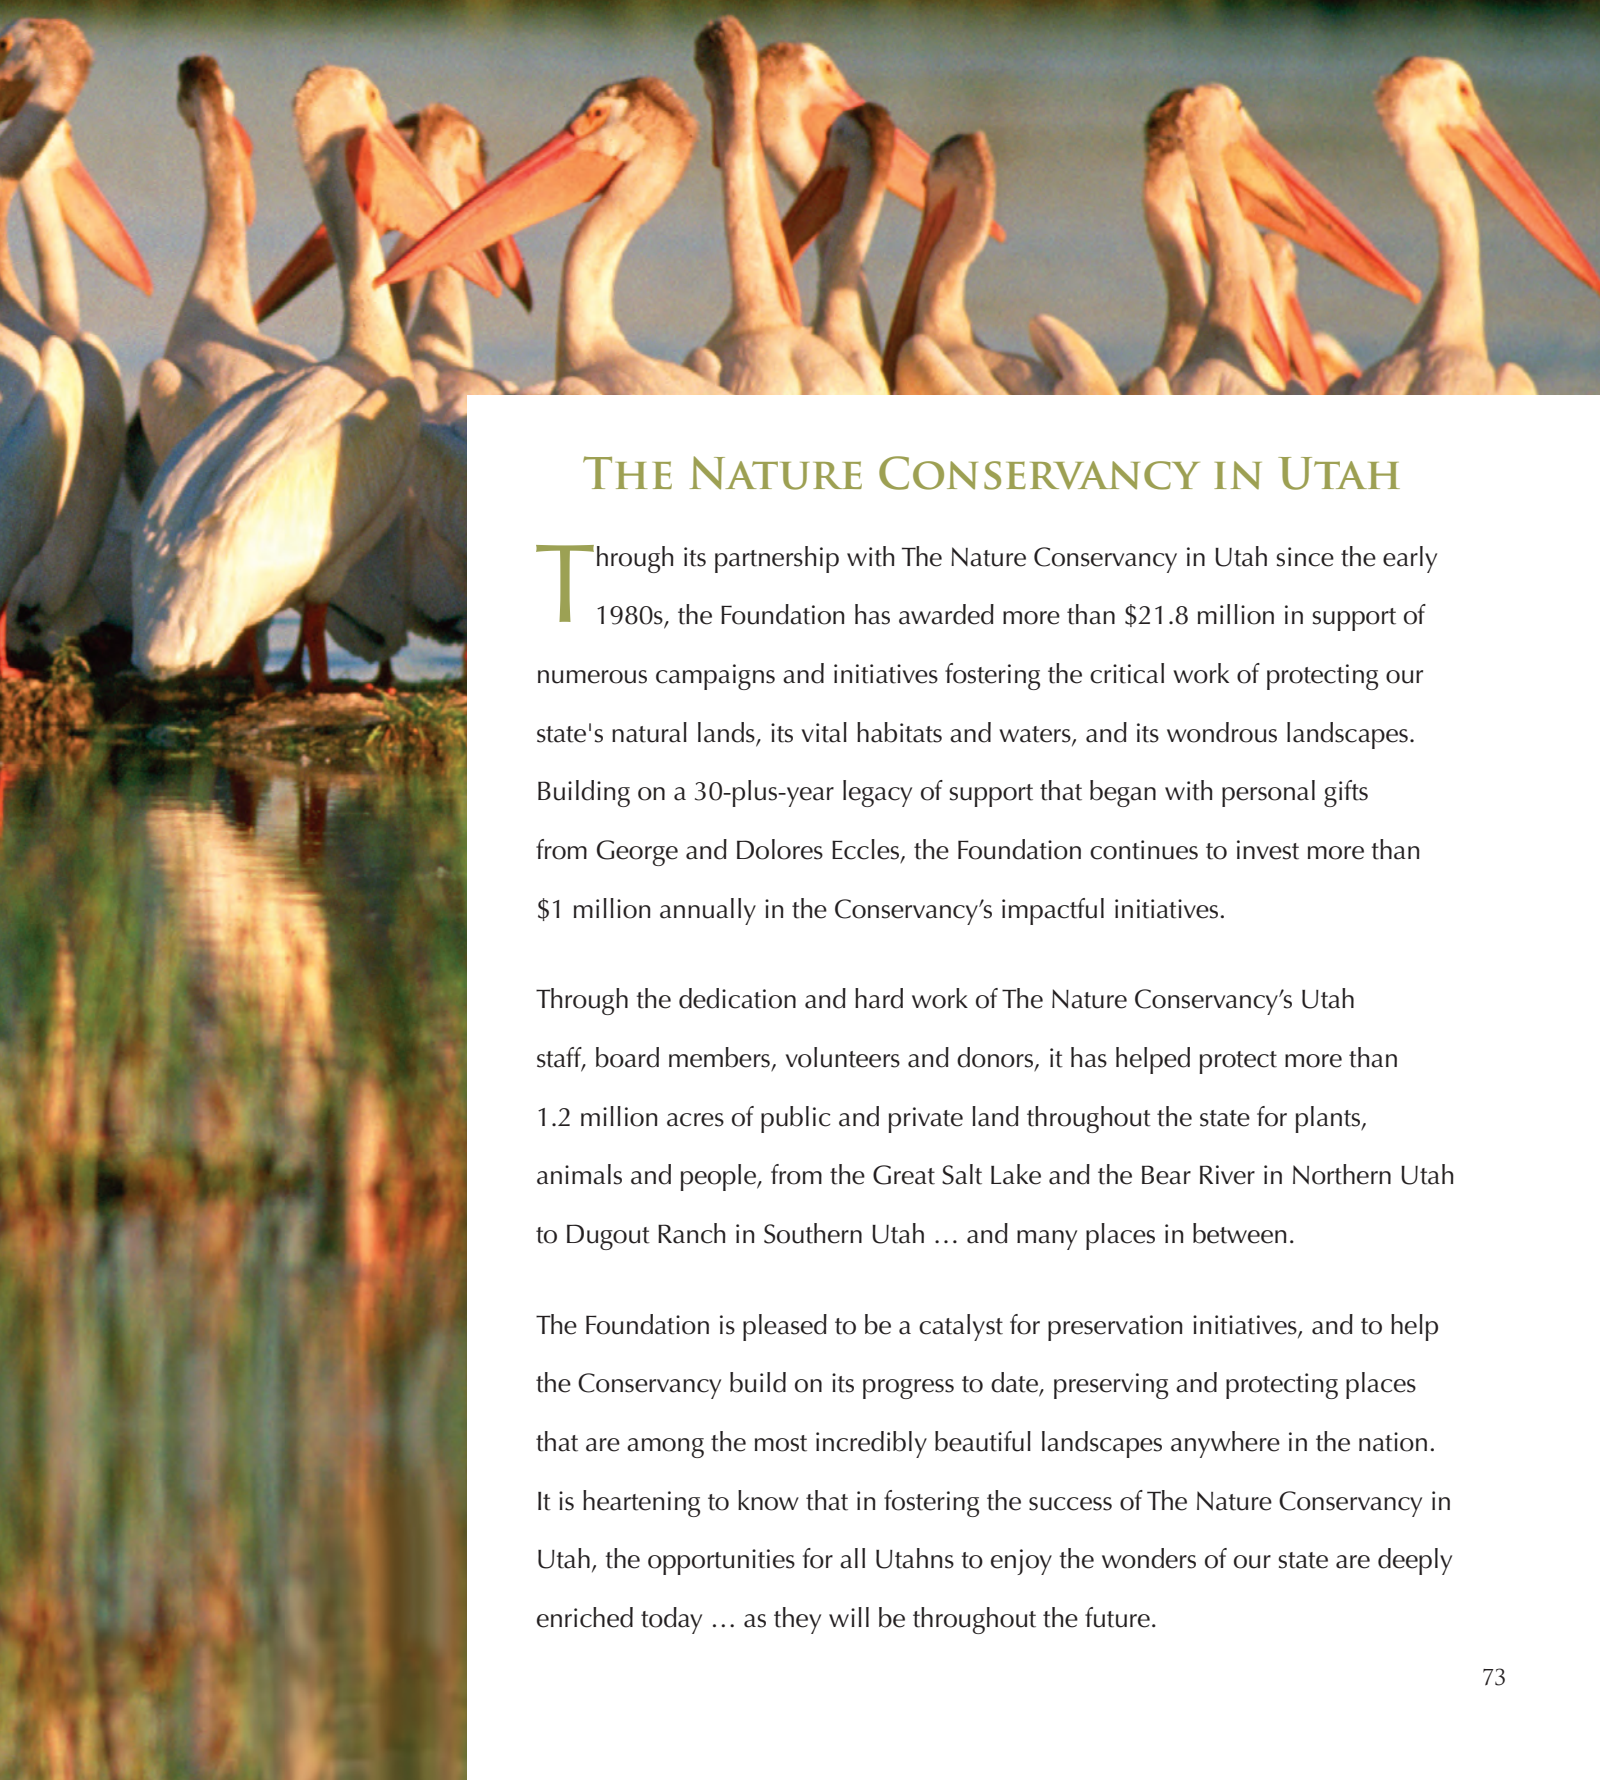 The Nature Conservancy in Utah
Through its partnership with The Nature Conservancy in Utah since the early
1980s, the Foundation has awarded more than $21.8 million in support of
numerous campaigns and initiatives fostering the critical work of protecting our
state's natural lands, its vital habitats and waters, and its wondrous landscapes.
Building on a 30-plus-year legacy of support that began with personal gifts
from George and Dolores Eccles, the Foundation continues to invest more than
$1 million annually in the Conservancy’s impactful initiatives.
Through the dedication and hard work of The Nature Conservancy’s Utah
staff, board members, volunteers and donors, it has helped protect more than
1.2 million acres of public and private land throughout the state for plants,
animals and people, from the Great Salt Lake and the Bear River in Northern Utah
to Dugout Ranch in Southern Utah … and many places in between.
The Foundation is pleased to be a catalyst for preservation initiatives, and to help
the Conservancy build on its progress to date, preserving and protecting places
that are among the most incredibly beautiful landscapes anywhere in the nation.
It is heartening to know that in fostering the success of The Nature Conservancy in
Utah, the opportunities for all Utahns to enjoy the wonders of our state are deeply
enriched today … as they will be throughout the future.
73